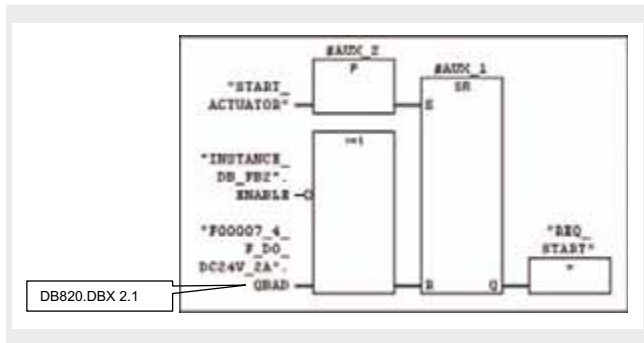 #AUX_2
P
#AUX_1
SR
"START_
ACTUATOR"
S
>=1
"INSTANCE_
DB_FB2".
ENABLE
"F00007_4_
F_DO_
DC24V_2A".
QBAD
R
Q
"REQ_
START"
=
DB820.DBX 2.1